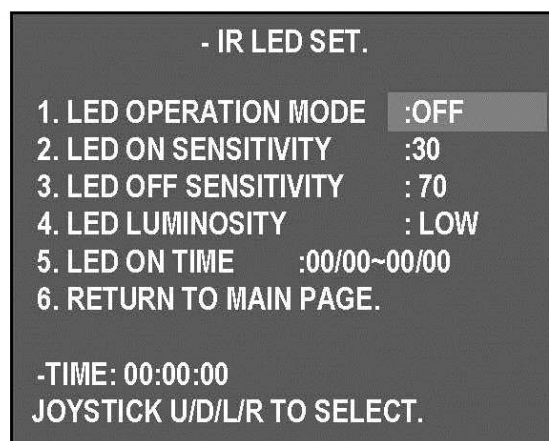 - IR LED SET.
1. LED OPERATION MODE :OFF
2. LED ON SENSITIVITY :30
3. LED OFF SENSITIVITY : 70
4. LED LUMINOSITY : LOW
5. LED ON TIME :00/00~00/00
6. RETURN TO MAIN PAGE.
-TIME: 00:00:00
JOYSTICK U/D/L/R TO SELECT.